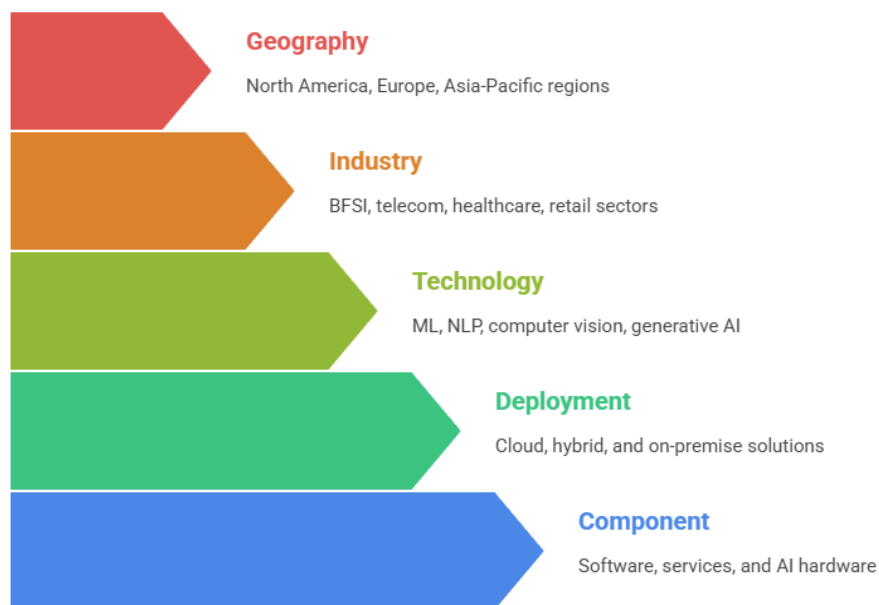 Geography
North America, Europe, Asia-Pacific regions
Industry
BFSI, telecom, healthcare, retail sectors
Technology
ML, NLP, computer vision, generative AI
Deployment
Cloud, hybrid, and on-premise solutions
Component
Software, services, and AI hardware